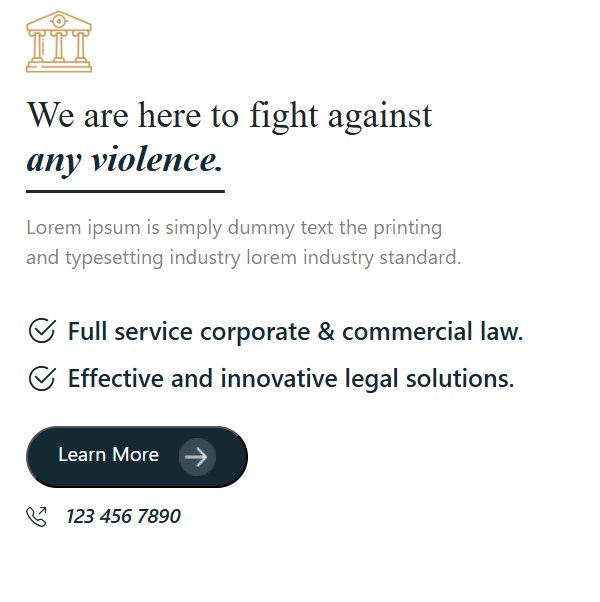 We are here to fight against
any violence.
Lorem ipsum is simply dummy text the printing
and typesetting industry lorem industry standard.
Full service corporate & commercial law.
Effective and innovative legal solutions.
Learn More
123 456 7890